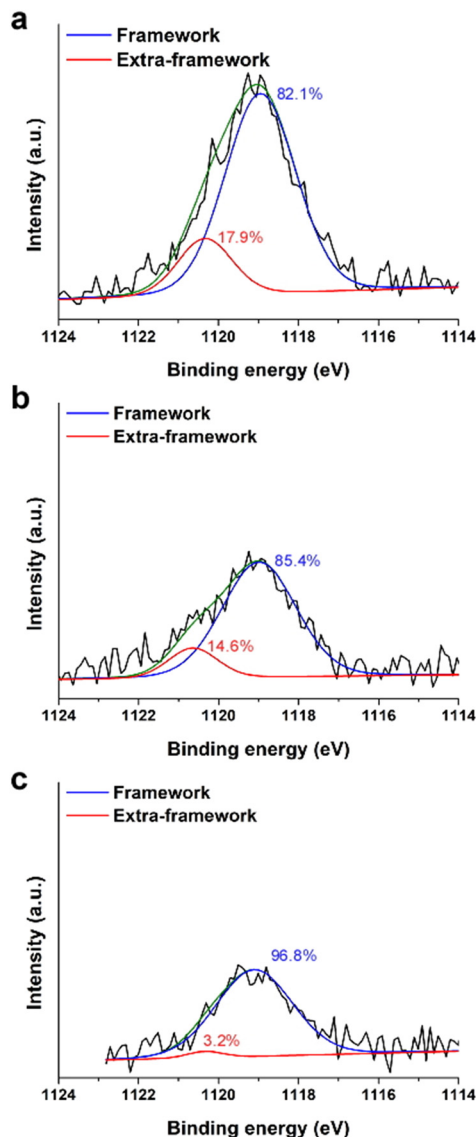 a
Framework
Extra-framework
82.1%
17.9%
Intensity (a.u.)
1124 1122 1120 1118 1116 1114
Binding energy (eV)
b
Framework
Extra-framework
85.4%
14.6%
Intensity (a.u.)
1124 1122 1120 1118 1116 1114
Binding energy (eV)
c
Framework
Extra-framework
96.8%
3.2%
Intensity (a.u.)
1124 1122 1120 1118 1116 1114
Binding energy (eV)